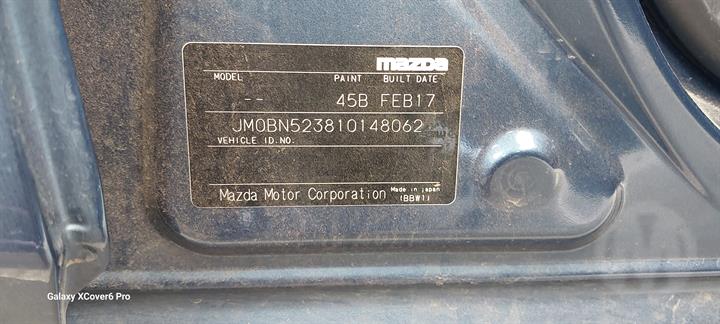 mazda
MODEL PAINT BUILT DATE
-- 45B FEB17
JM0BN523810148062
VEHICLE ID.NO.
Mazda Motor Corporation Made in japan
(BBW1)
Galaxy XCover6 Pro